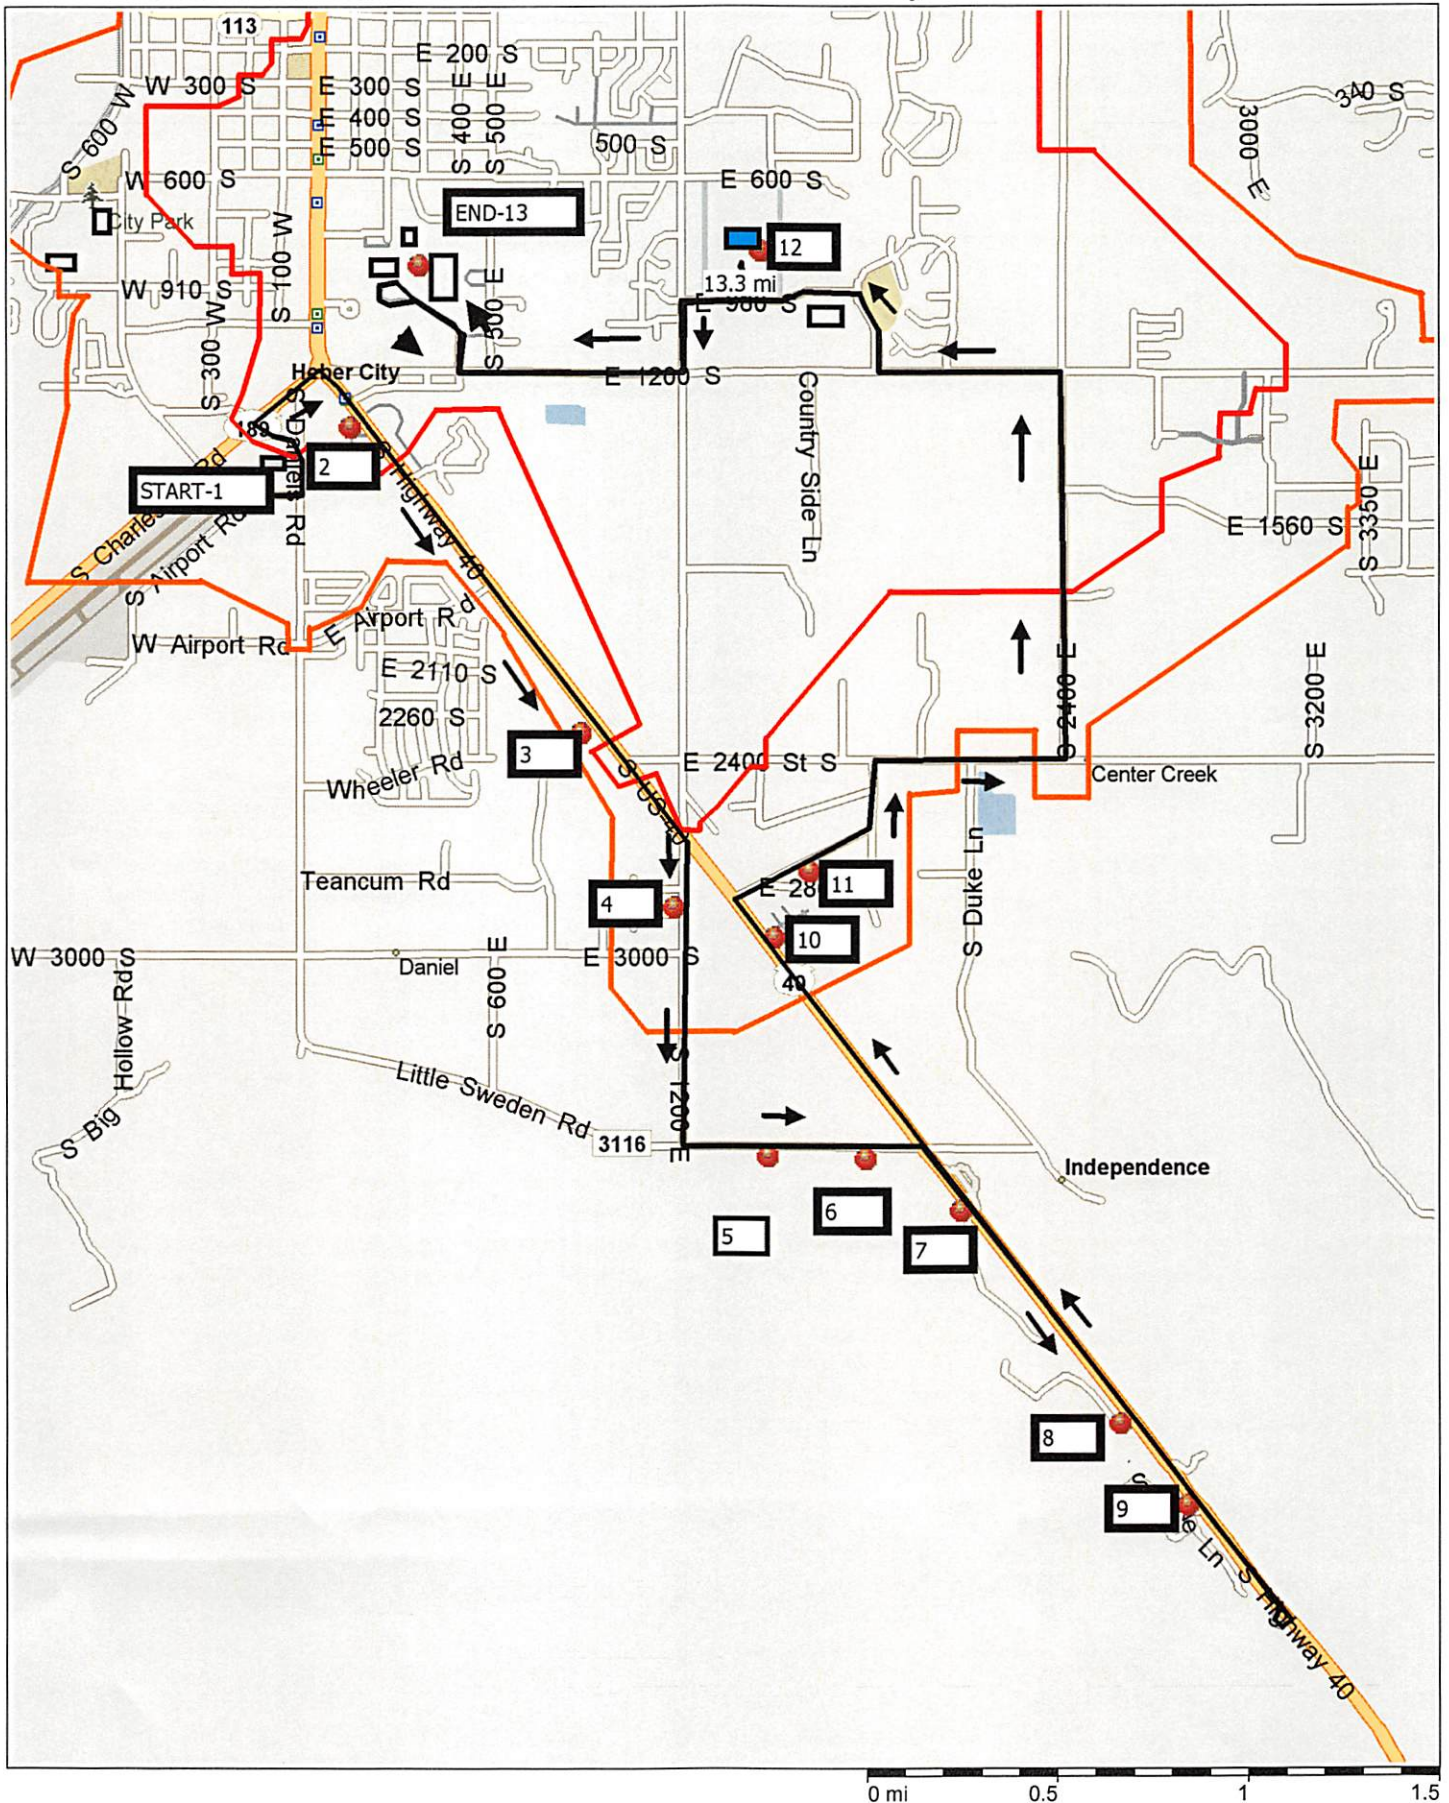 113
E 200 S
W 300 S
E 300 S
340 S
S 600 W
E 400 S
S 400 E
S 500 E
3000 E
E 500 S
500 S
W 600 S
E 600 S
END-13
City Park
S 100 W
12
13.3 mi
W 910 S
E 980 S
S 300 W
S 500 E
Heber City
E 1200 S
Country Side Ln
189
S Daniels Rd
2
START-1
S Highway 40
S 3350 E
S Charleston Rd
S Airport Rd
E 1560 S
E Airport Rd
W Airport Rd
E 2110 S
S 2400 E
S 3200 E
2260 S
3
E 2400 St S
Wheeler Rd
S US-40
Center Creek
Teancum Rd
E 28
11
4
S Duke Ln
10
W 3000 S
Daniel
E 3000 S
40
S Big Hollow Rd
S 600 E
Little Sweden Rd
S 1200 E
3116
Independence
6
5
7
8
S
9
e Ln
S Highway 40
0 mi 0.5 1 1.5